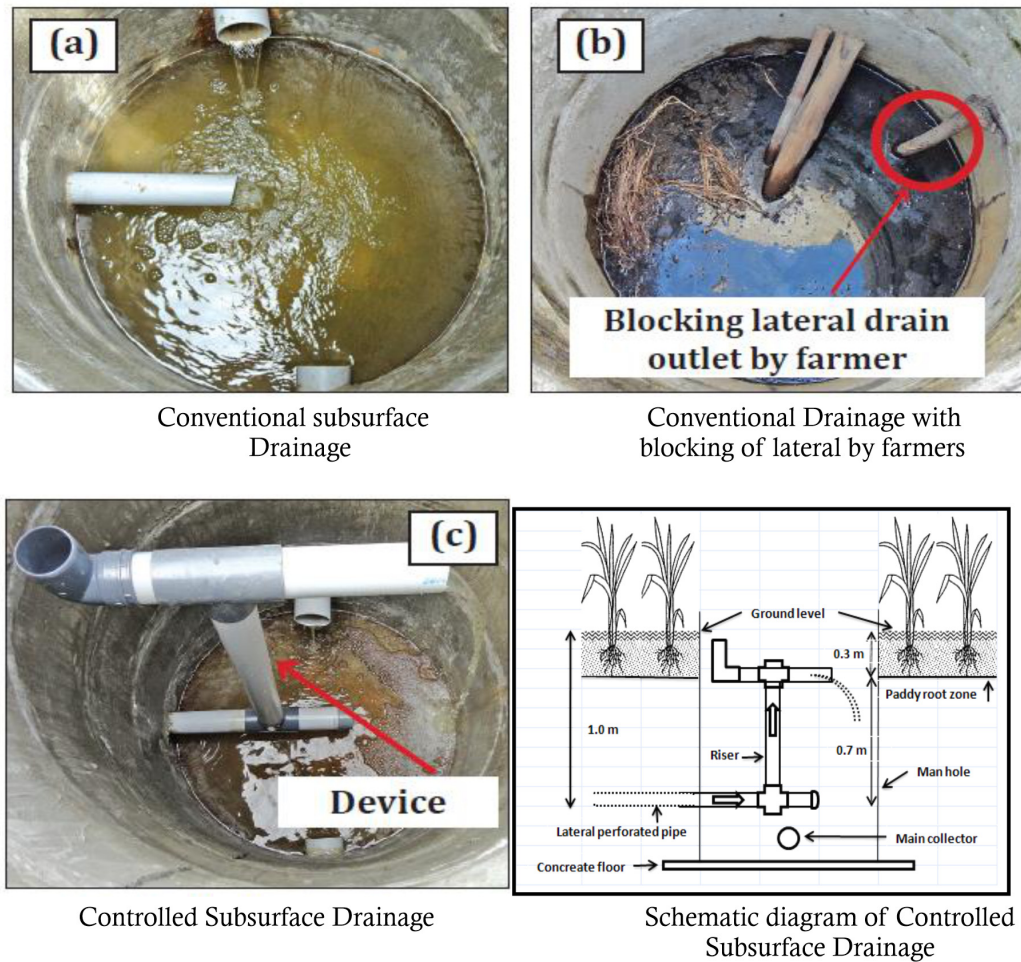 (a)
(b)
Blocking lateral drain
outlet by farmer
Conventional subsurface
Drainage
Conventional Drainage with
blocking of lateral by farmers
(c)
Device
Ground level
0.3 m
Paddy root zone
1.0 m
Riser
0.7 m
Man hole
Lateral perforated pipe
Main collector
Concreate floor
Controlled Subsurface Drainage
Schematic diagram of Controlled
Subsurface Drainage